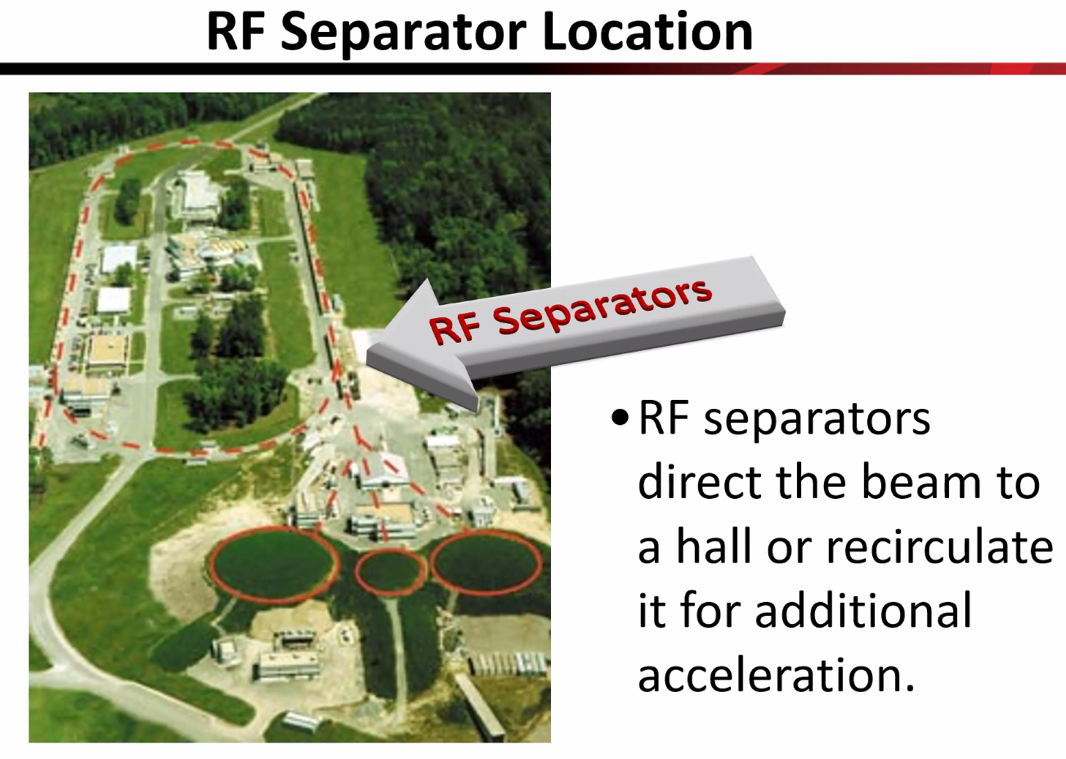 RF Separator Location
RF Separators
•RF separators
direct the beam to
a hall or recirculate
it for additional
acceleration.